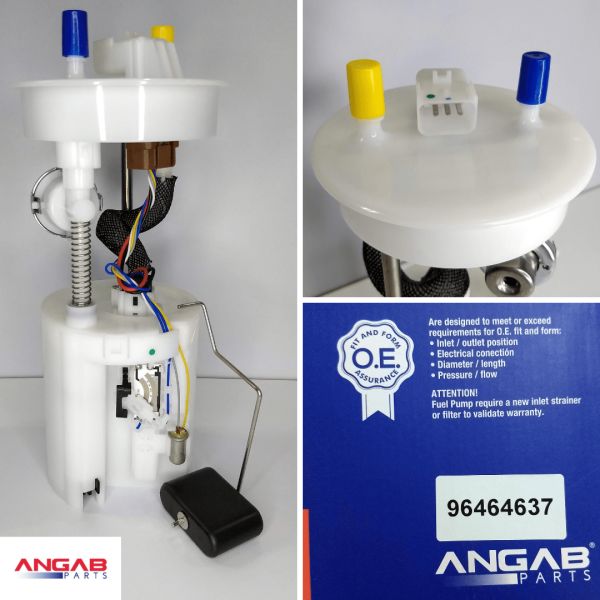 FIT AND FORM
O.E.
ASSURANCE
Are designed to meet or exceed
requirements for O.E. fit and form:
• Inlet / outlet position
• Electrical conection
• Diameter / length
• Pressure / flow
ATTENTION!
Fuel Pump require a new inlet strainer
or filter to validate warranty.
96464637
ANGAB
PARTS
ANGAB
PARTS